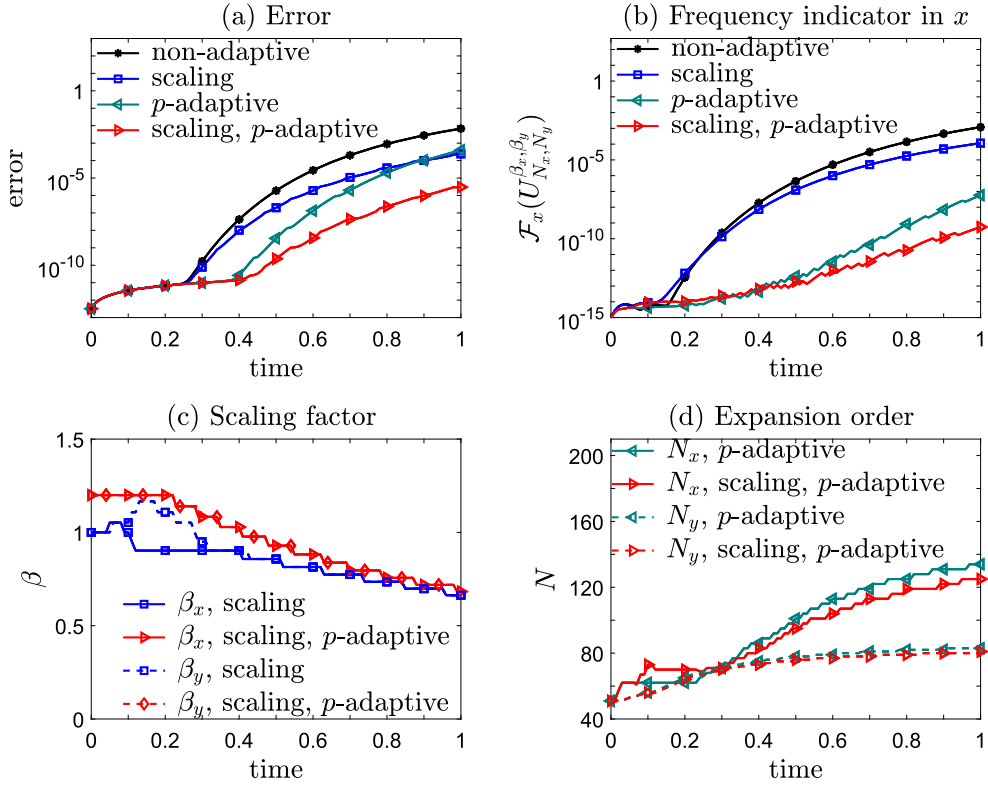 (a) Error
non-adaptive
scaling
p-adaptive
scaling, p-adaptive
1
10^-5
10^-10
error
0 0.2 0.4 0.6 0.8 1
time
(b) Frequency indicator in x
non-adaptive
scaling
p-adaptive
scaling, p-adaptive
1
10^-5
10^-10
10^-15
F_x(U_{N_x,N_y}^{β_x,β_y})
0 0.2 0.4 0.6 0.8 1
time
(c) Scaling factor
1.5
1
0.5
0
β
β_x, scaling
β_x, scaling, p-adaptive
β_y, scaling
β_y, scaling, p-adaptive
0 0.2 0.4 0.6 0.8 1
time
(d) Expansion order
N_x, p-adaptive
N_x, scaling, p-adaptive
N_y, p-adaptive
N_y, scaling, p-adaptive
200
160
120
80
40
N
0 0.2 0.4 0.6 0.8 1
time